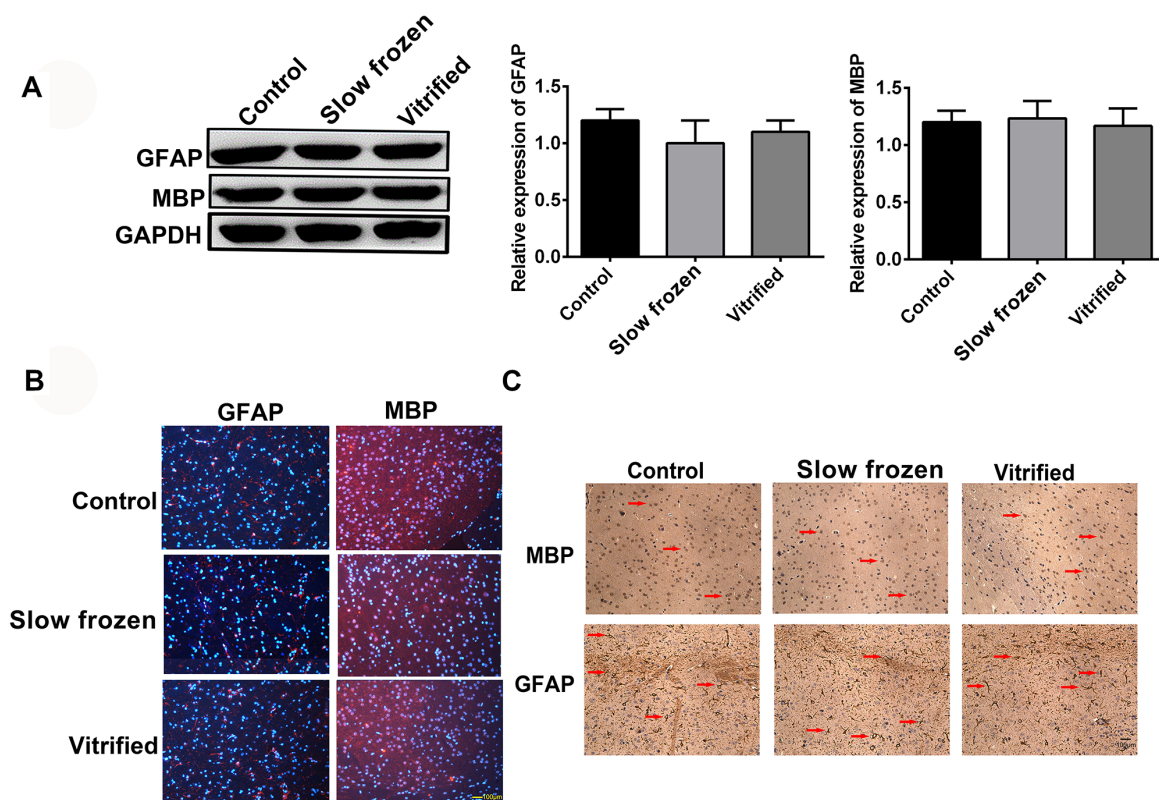 A
Control
Slow frozen
Vitrified
GFAP
MBP
GAPDH
Relative expression of GFAP
1.5
1.0
0.5
0.0
Control
Slow frozen
Vitrified
Relative expression of MBP
1.5
1.0
0.5
0.0
Control
Slow frozen
Vitrified
B
GFAP
MBP
Control
Slow frozen
Vitrified
100μm
C
Control
Slow frozen
Vitrified
MBP
GFAP
100μm